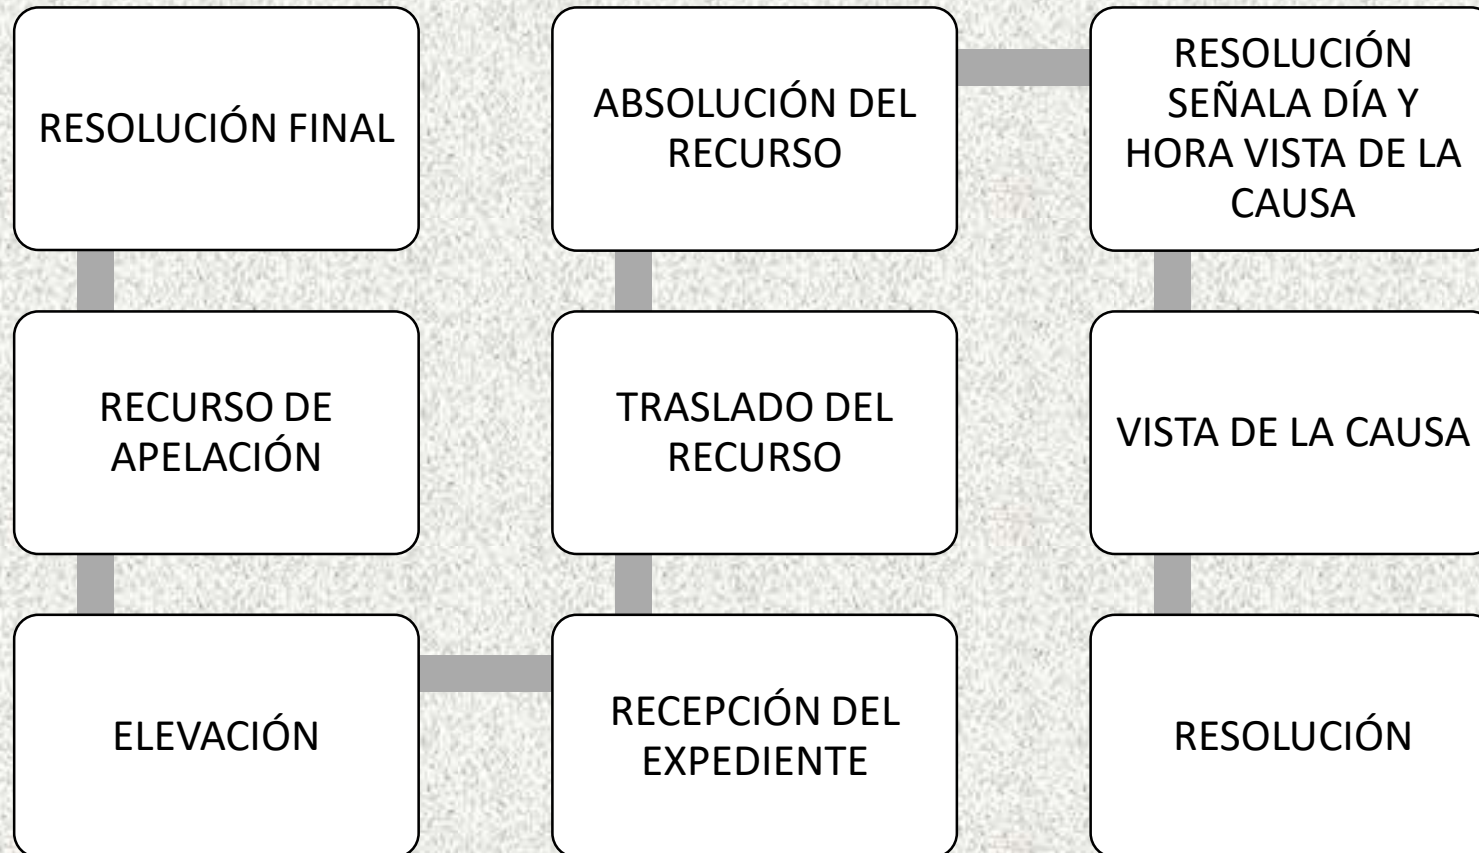 RESOLUCIÓN FINAL
RECURSO DE
APELACIÓN
ELEVACIÓN
RECEPCIÓN DEL
EXPEDIENTE
TRASLADO DEL
RECURSO
ABSOLUCIÓN DEL
RECURSO
RESOLUCIÓN
SEÑALA DÍA Y
HORA VISTA DE LA
CAUSA
VISTA DE LA CAUSA
RESOLUCIÓN